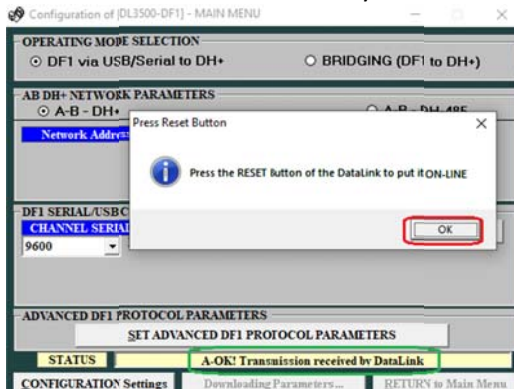 Configuration of [DL3500-DF1] - MAIN MENU
OPERATING MODE SELECTION
DF1 via USB/Serial to DH+
BRIDGING (DF1 to DH+)
AB DH+ NETWORK PARAMETERS
A-B - DH+
A-B - DH-485
Press Reset Button
Network
Press the RESET Button of the DataLink to put it ON-LINE
DF1 SERIAL/USB
CHANNEL
OK
9600
ADVANCED DF1 PROTOCOL PARAMETERS
SET ADVANCED DF1 PROTOCOL PARAMETERS
STATUS
A-OK! Transmission received by DataLink
CONFIGURATION Settings
Downloading Parameters...
RETURN to Main Menu